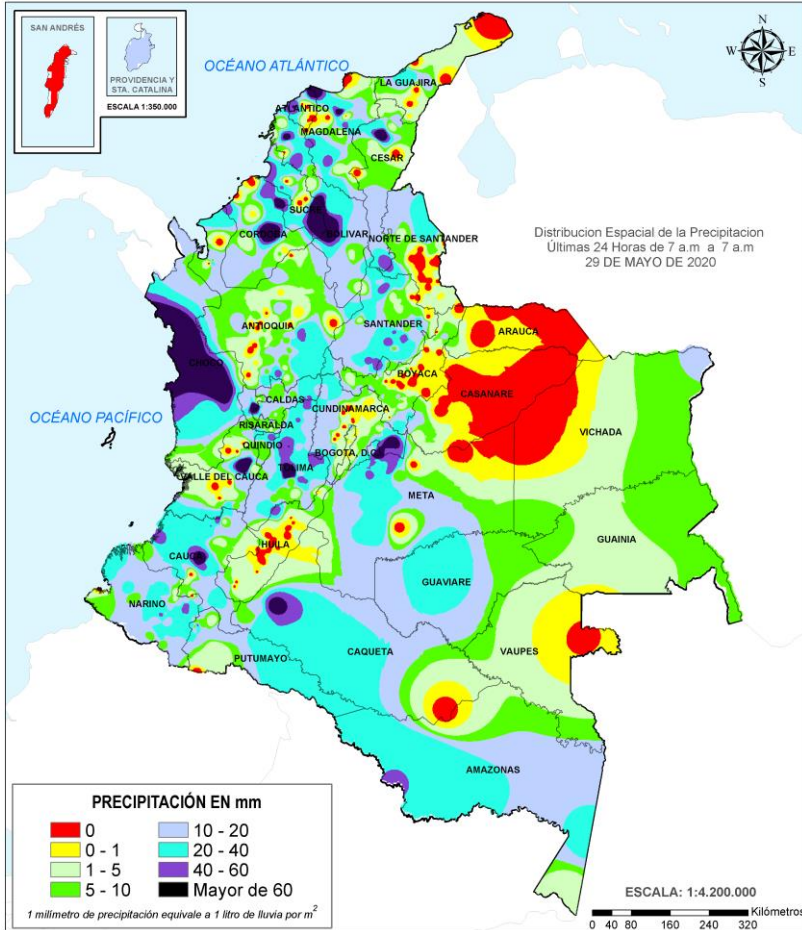 SAN ANDRÉS
PROVIDENCIA Y
STA. CATALINA
ESCALA 1:350.000
OCÉANO ATLÁNTICO
N
W E
S
LA GUAJIRA
ATLANTICO
MAGDALENA
CESAR
SUCRE
CORDOBA
BOLIVAR
NORTE DE SANTANDER
Distribucion Espacial de la Precipitacion
Últimas 24 Horas de 7 a.m a 7 a.m
29 DE MAYO DE 2020
ANTIOQUIA
SANTANDER
ARAUCA
CHOCO
BOYACA
CASANARE
OCÉANO PACÍFICO
CALDAS
CUNDINAMARCA
RISARALDA
VICHADA
QUINDIO
BOGOTA, D.C.
TOLIMA
VALLE DEL CAUCA
META
HUILA
GUAINIA
CAUCA
GUAVIARE
NARINO
CAQUETA
VAUPES
PUTUMAYO
AMAZONAS
PRECIPITACIÓN EN mm
0
0 - 1
1 - 5
5 - 10
10 - 20
20 - 40
40 - 60
Mayor de 60
1 milímetro de precipitación equivale a 1 litro de lluvia por m2
ESCALA: 1:4.200.000
Kilómetros
0 40 80 160 240 320